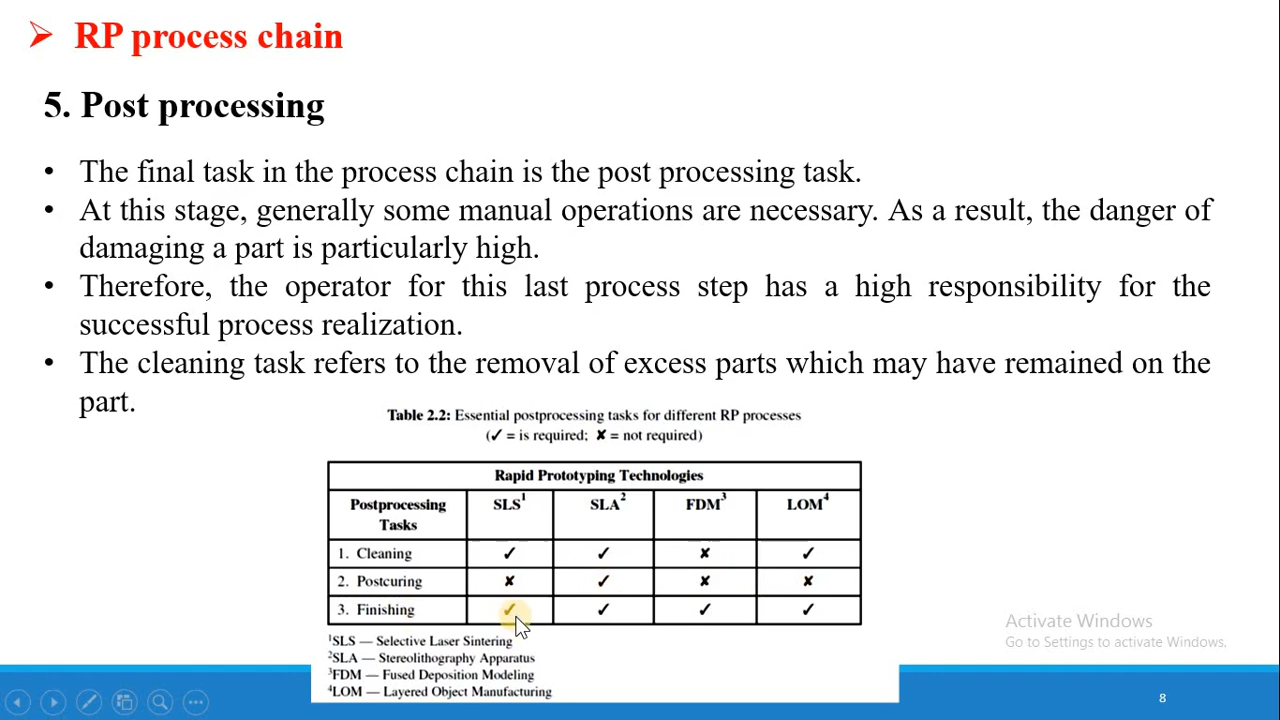 ➢ RP process chain
5. Post processing
• The final task in the process chain is the post processing task.
• At this stage, generally some manual operations are necessary. As a result, the danger of
damaging a part is particularly high.
• Therefore, the operator for this last process step has a high responsibility for the
successful process realization.
• The cleaning task refers to the removal of excess parts which may have remained on the
part.
Table 2.2: Essential postprocessing tasks for different RP processes
(✓ = is required; ✘ = not required)
Rapid Prototyping Technologies
Postprocessing Tasks SLS¹ SLA² FDM³ LOM⁴
1. Cleaning ✓ ✓ ✘ ✓
2. Postcuring ✘ ✓ ✘ ✘
3. Finishing ✓ ✓ ✓ ✓
¹SLS — Selective Laser Sintering
²SLA — Stereolithography Apparatus
³FDM — Fused Deposition Modeling
⁴LOM — Layered Object Manufacturing
Activate Windows
Go to Settings to activate Windows.
8